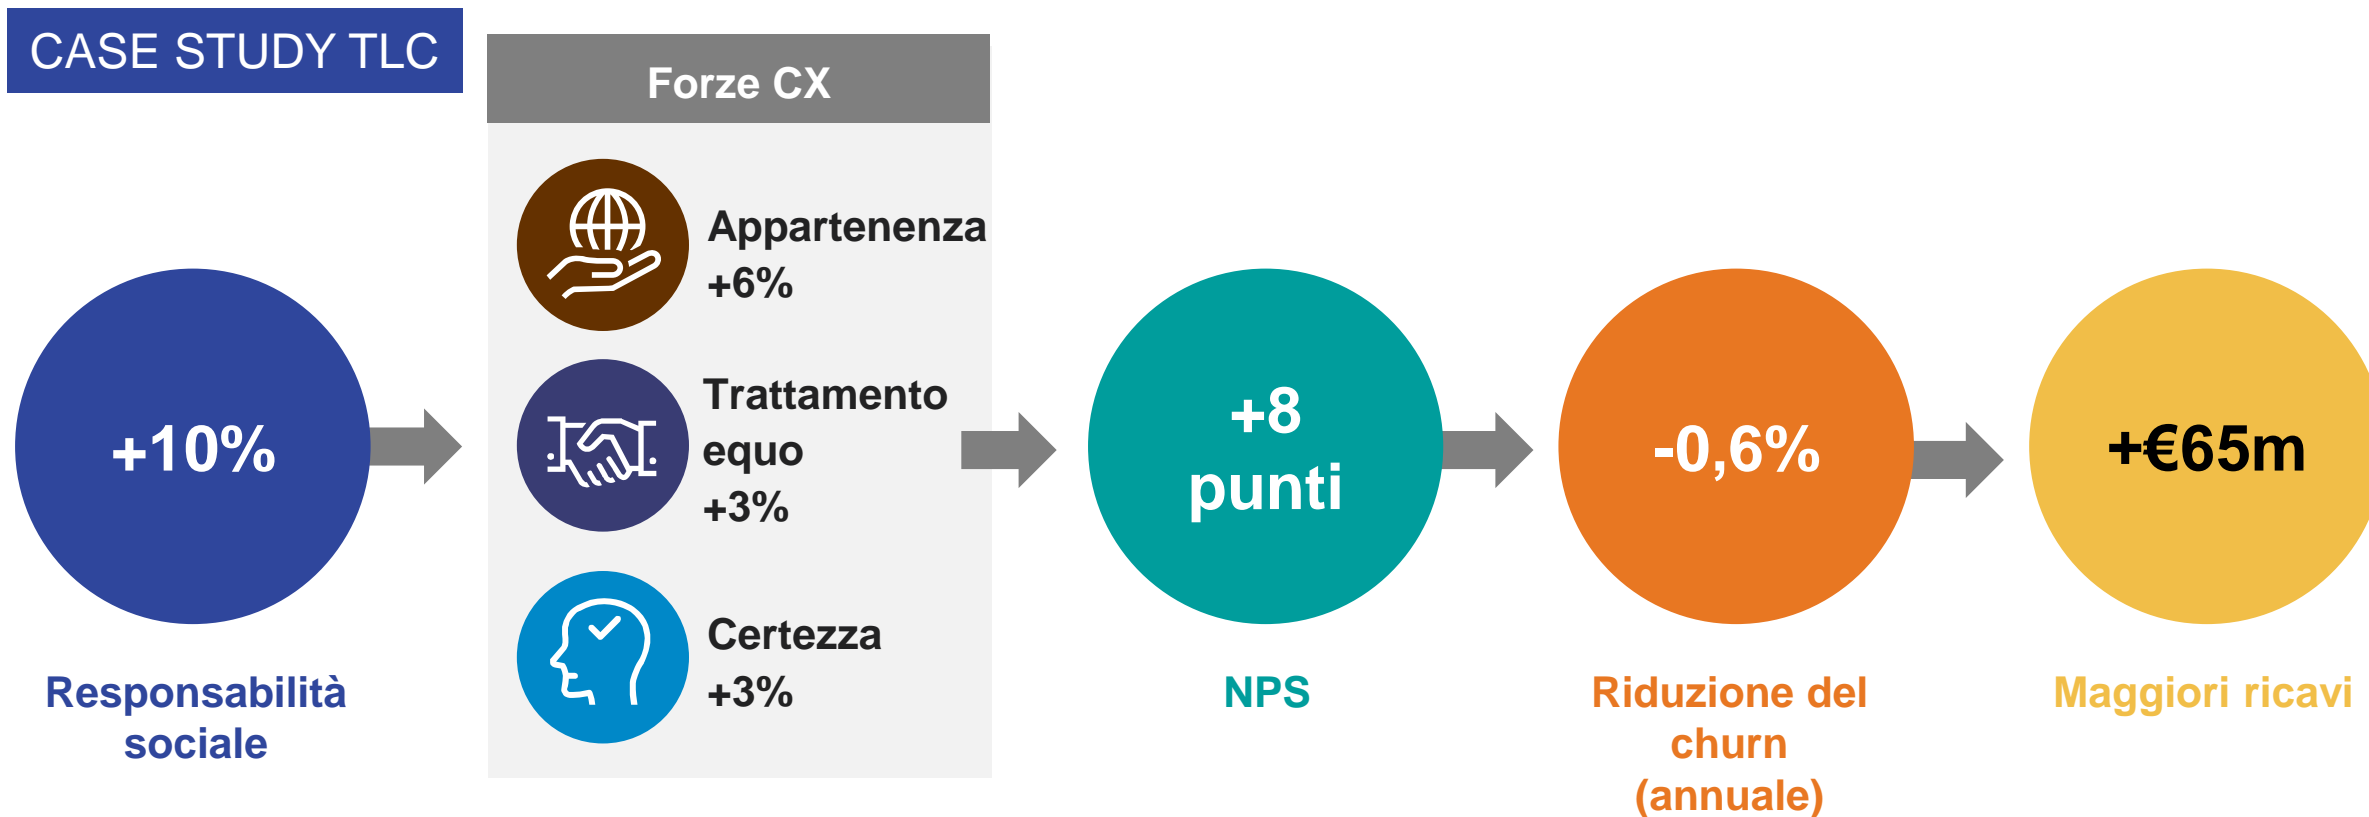 CASE STUDY TLC
Forze CX
Appartenenza
+6%
Trattamento
equo
+3%
Certezza
+3%
+10%
Responsabilità
sociale
+8
punti
NPS
-0,6%
Riduzione del
churn
(annuale)
+€65m
Maggiori ricavi